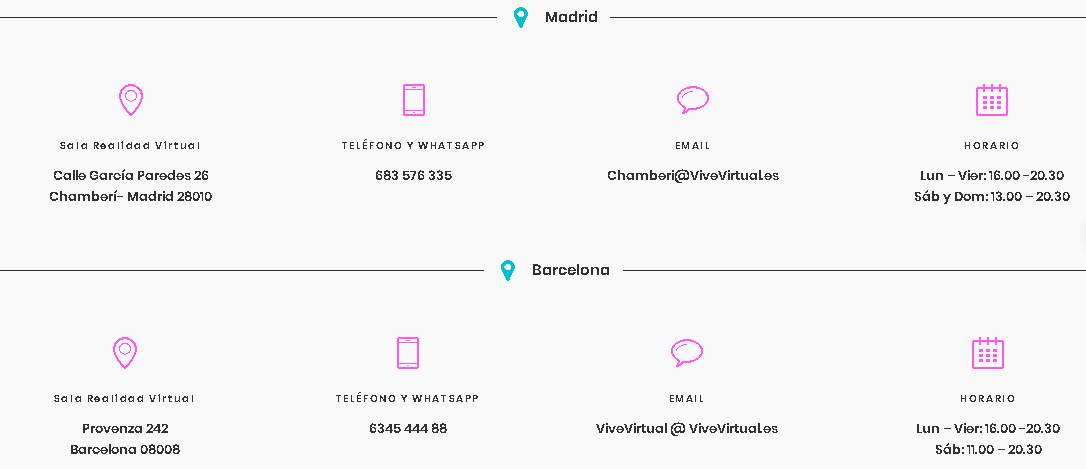 Madrid
Sala Realidad Virtual
Calle García Paredes 26
Chamberí- Madrid 28010
TELÉFONO Y WHATSAPP
683 576 335
EMAIL
Chamberi@ViveVirtual.es
HORARIO
Lun – Vier: 16.00 -20.30
Sáb y Dom: 13.00 – 20.30
Barcelona
Sala Realidad Virtual
Provenza 242
Barcelona 08008
TELÉFONO Y WHATSAPP
6345 444 88
EMAIL
ViveVirtual @ ViveVirtual.es
HORARIO
Lun – Vier: 16.00 -20.30
Sáb: 11.00 – 20.30